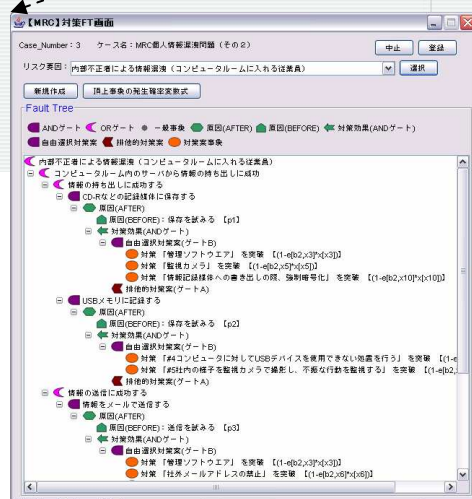 【MRC】対策FT画面
Case_Number：3　ケース名：MRC個人情報漏洩問題（その２）
中止
登録
リスク要因：
内部不正者による情報漏洩（コンピュータルームに入れる従業員）
選択
新規作成
頂上事象の発生確率変数式
Fault Tree
ANDゲート ORゲート 一般事象 原因(AFTER) 原因(BEFORE) 対策効果(ANDゲート)
自由選択対策案 排他的対策案 対策案事象
内部不正者による情報漏洩（コンピュータルームに入れる従業員）
コンピュータルーム内のサーバから情報の持ち出しに成功
情報の持ち出しに成功する
CD-Rなどの記録媒体に保存する
原因(AFTER)
原因(BEFORE)：保存を試みる　[p1]
対策効果(ANDゲート)
自由選択対策案(ゲートB)
対策 「管理ソフトウエア」 を突破　【(1-e[b2,x3]*x[x3])】
対策 「監視カメラ」 を突破　【(1-e[b2,x5]*x[x5])】
対策 「情報記録媒体への書き出しの際、強制暗号化」 を突破　【(1-e[b2,x10]*x[x10])】
排他的対策案(ゲートA)
USBメモリに記録する
原因(AFTER)
原因(BEFORE)：保存を試みる　[p2]
対策効果(ANDゲート)
自由選択対策案(ゲートB)
対策 「#4コンピュータに対してUSBデバイスを使用できない処置を行う」 を突破　【(1-e
対策 「#5社内の様子を監視カメラで撮影し、不審な行動を監視する」 を突破　【(1-e[b2,
排他的対策案(ゲートA)
情報の送信に成功する
情報をメールで送信する
原因(AFTER)
原因(BEFORE)：送信を試みる　[p3]
対策効果(ANDゲート)
自由選択対策案(ゲートB)
対策 「管理ソフトウエア」 を突破　【(1-e[b2,x3]*x[x3])】
対策 「社外メールアドレスの禁止」 を突破　【(1-e[b2,x6]*x[x6])】